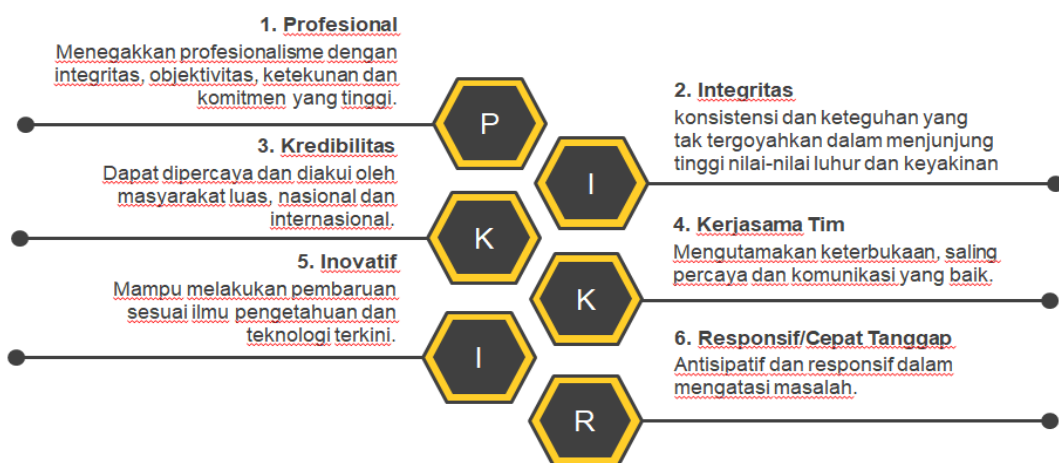 1. Profesional
Menegakkan profesionalisme dengan
integritas, objektivitas, ketekunan dan
komitmen yang tinggi.
P
2. Integritas
konsistensi dan keteguhan yang
tak tergoyahkan dalam menjunjung
tinggi nilai-nilai luhur dan keyakinan
I
3. Kredibilitas
Dapat dipercaya dan diakui oleh
masyarakat luas, nasional dan
internasional.
K
4. Kerjasama Tim
Mengutamakan keterbukaan, saling
percaya dan komunikasi yang baik.
K
5. Inovatif
Mampu melakukan pembaruan
sesuai ilmu pengetahuan dan
teknologi terkini.
I
6. Responsif/Cepat Tanggap
Antisipatif dan responsif dalam
mengatasi masalah.
R